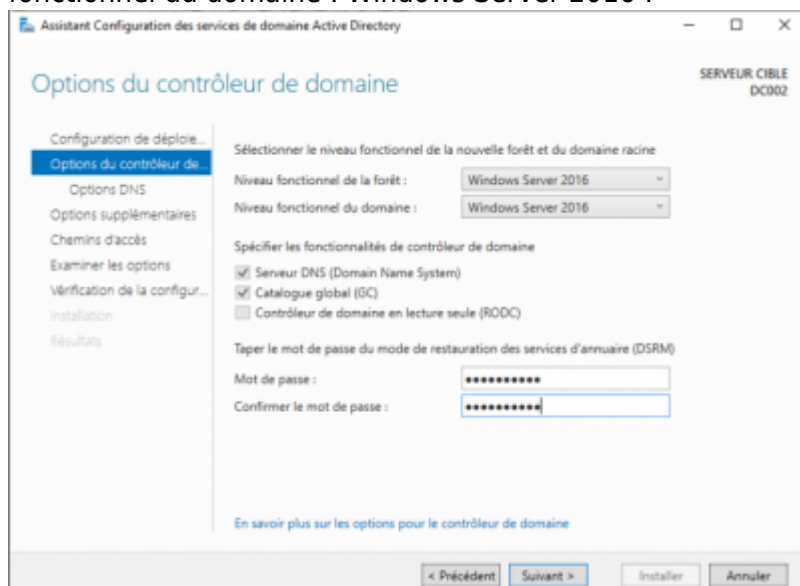 Assistant Configuration des services de domaine Active Directory
Options du contrôleur de domaine
SERVEUR CIBLE
DC002
Configuration de déploie...
Options du contrôleur de...
Options DNS
Options supplémentaires
Chemins d'accès
Examiner les options
Vérification de la configur...
Installation
Résultats
Sélectionner le niveau fonctionnel de la nouvelle forêt et du domaine racine
Niveau fonctionnel de la forêt : Windows Server 2016
Niveau fonctionnel du domaine : Windows Server 2016
Spécifier les fonctionnalités de contrôleur de domaine
Serveur DNS (Domain Name System)
Catalogue global (GC)
Contrôleur de domaine en lecture seule (RODC)
Taper le mot de passe du mode de restauration des services d'annuaire (DSRM)
Mot de passe : ••••••••••
Confirmer le mot de passe : ••••••••••
En savoir plus sur les options pour le contrôleur de domaine
< Précédent Suivant > Installer Annuler